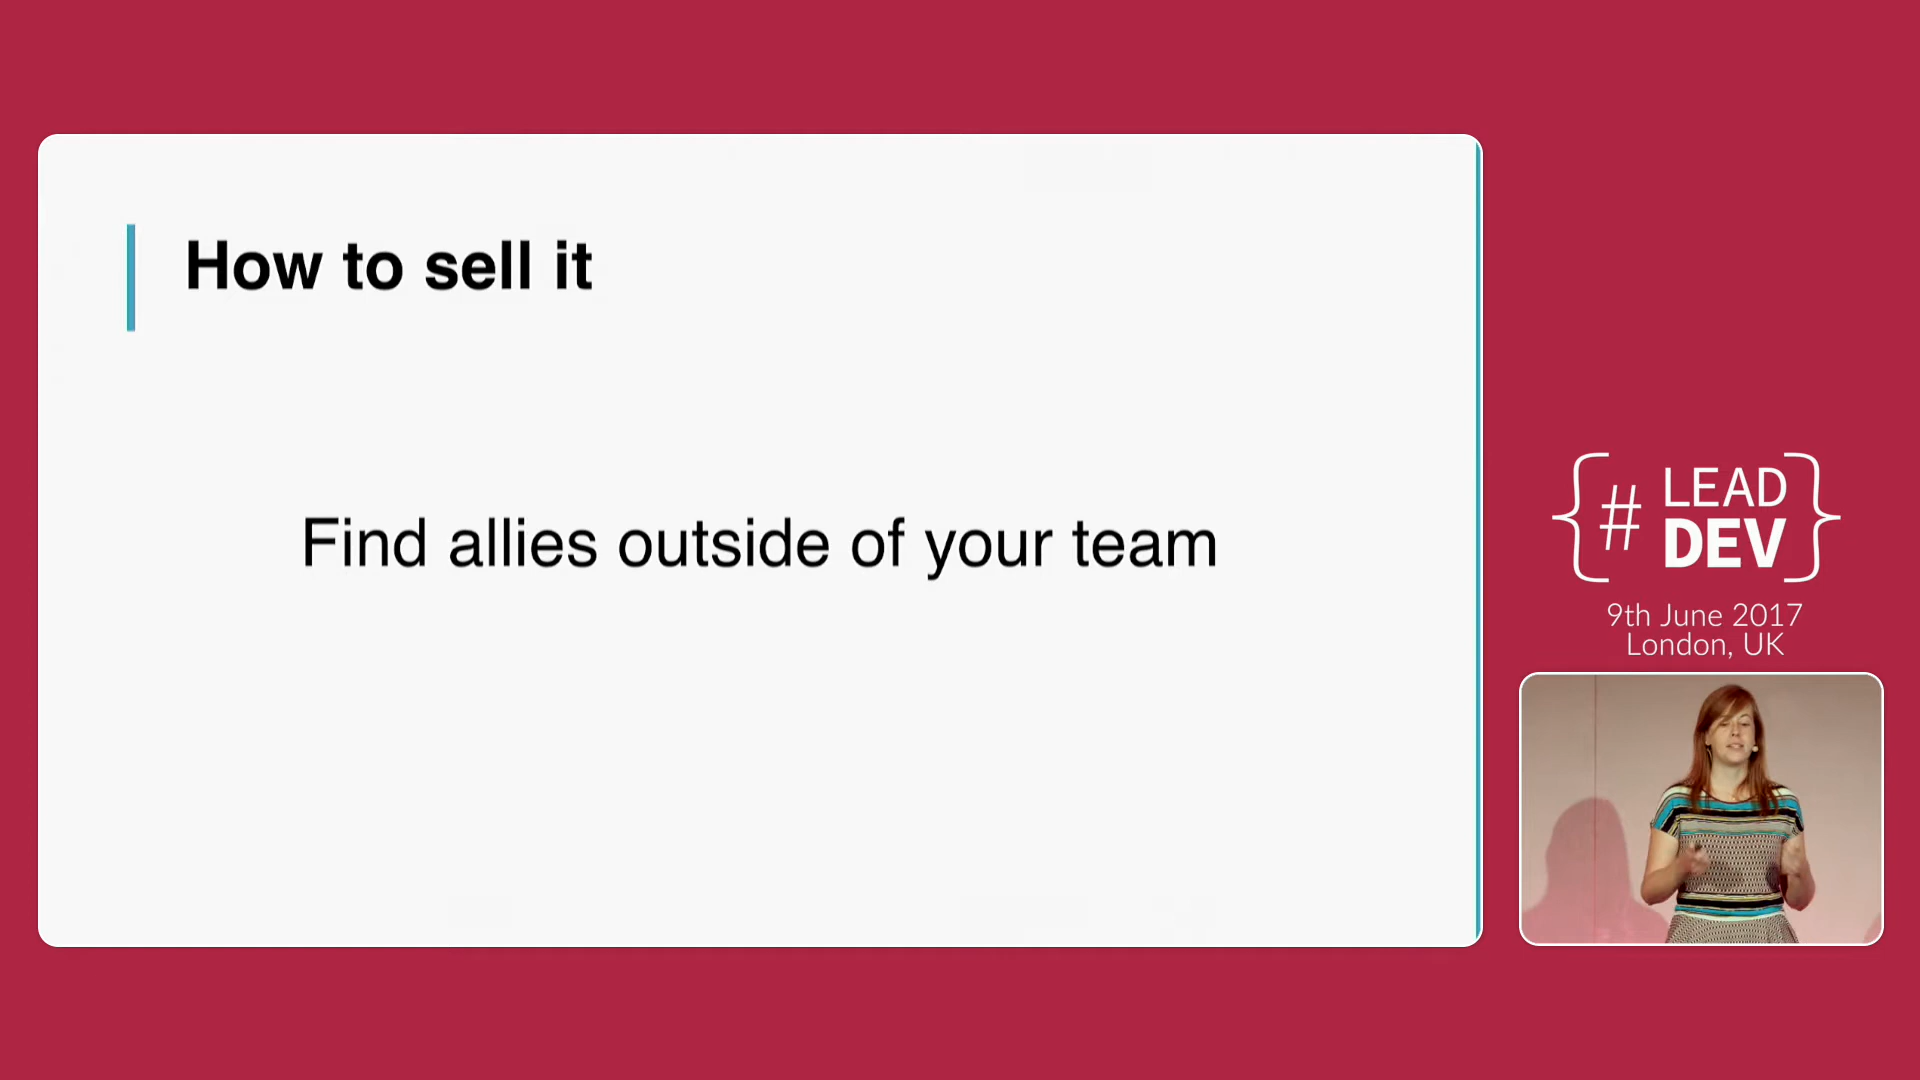 How to sell it
Find allies outside of your team
{# LEAD
DEV}
9th June 2017
London, UK